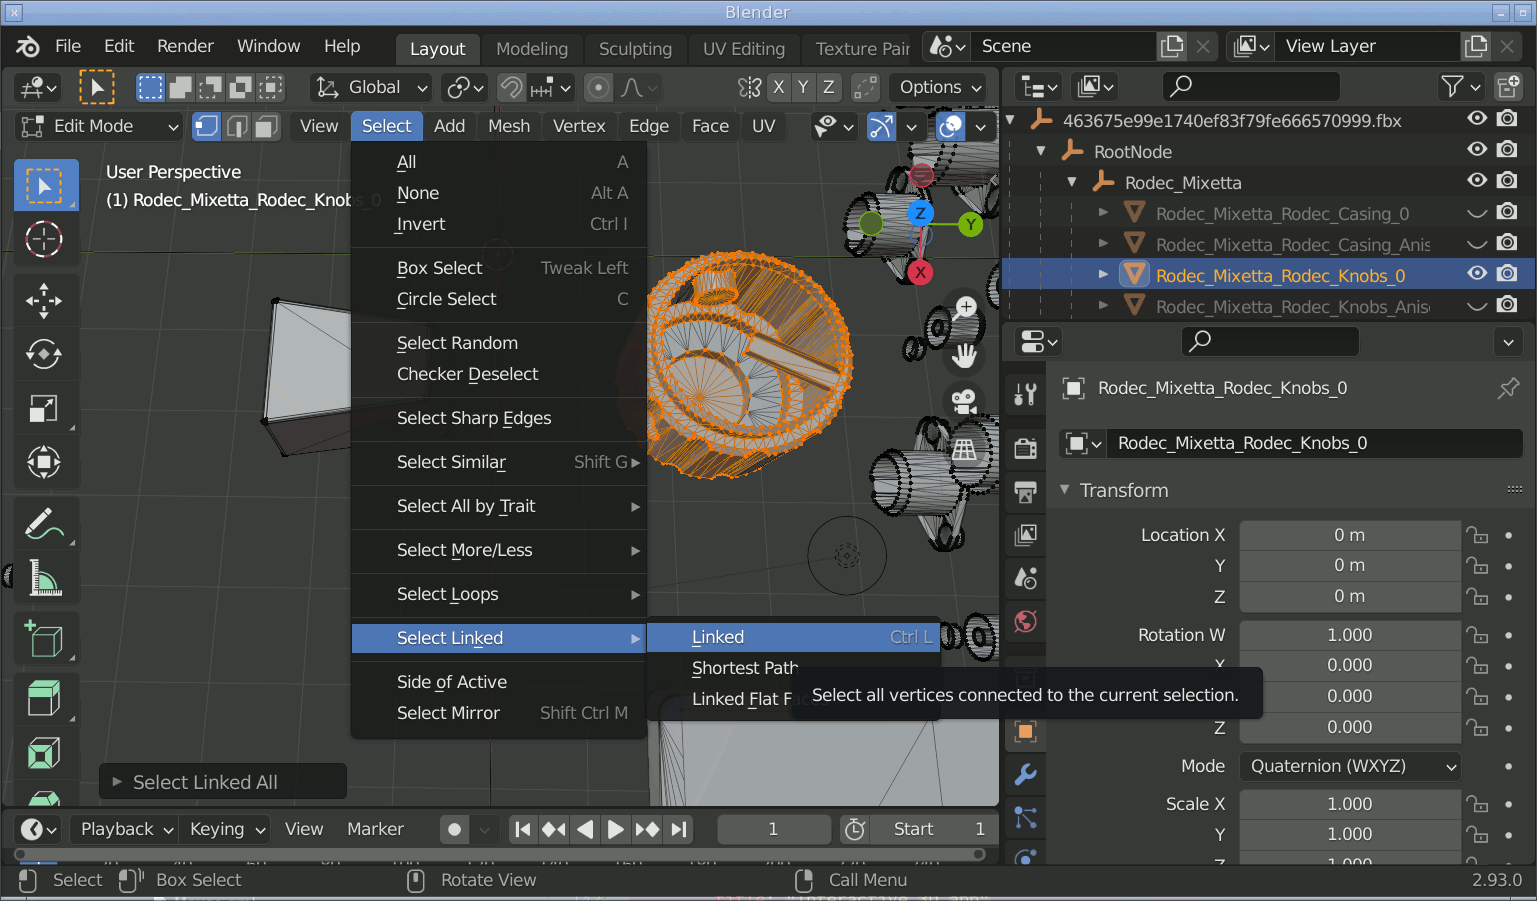 Blender
File Edit Render Window Help
Layout Modeling Sculpting UV Editing Texture Pain
Scene
View Layer
Global
X Y Z
Options
Edit Mode
View Select Add Mesh Vertex Edge Face UV
User Perspective
(1) Rodec_Mixetta_Rodec_Knobs_0
All A
None Alt A
Invert Ctrl I
Box Select Tweak Left
Circle Select C
Select Random
Checker Deselect
Select Sharp Edges
Select Similar Shift G
Select All by Trait
Select More/Less
Select Loops
Select Linked
Side of Active
Select Mirror Shift Ctrl M
Linked Ctrl L
Shortest Path
Linked Flat F
Select all vertices connected to the current selection.
Z
Y
X
Select Linked All
463675e99e1740ef83f79fe666570999.fbx
RootNode
Rodec_Mixetta
Rodec_Mixetta_Rodec_Casing_0
Rodec_Mixetta_Rodec_Casing_Anis
Rodec_Mixetta_Rodec_Knobs_0
Rodec_Mixetta_Rodec_Knobs_Aniso
Rodec_Mixetta_Rodec_Knobs_0
Rodec_Mixetta_Rodec_Knobs_0
Transform
Location X 0 m
Y 0 m
Z 0 m
Rotation W 1.000
X 0.000
0.000
Z 0.000
Mode Quaternion (WXYZ)
Scale X 1.000
Y 1.000
Z 1.000
Playback Keying View Marker
1
Start 1
Select Box Select Rotate View Call Menu
2.93.0